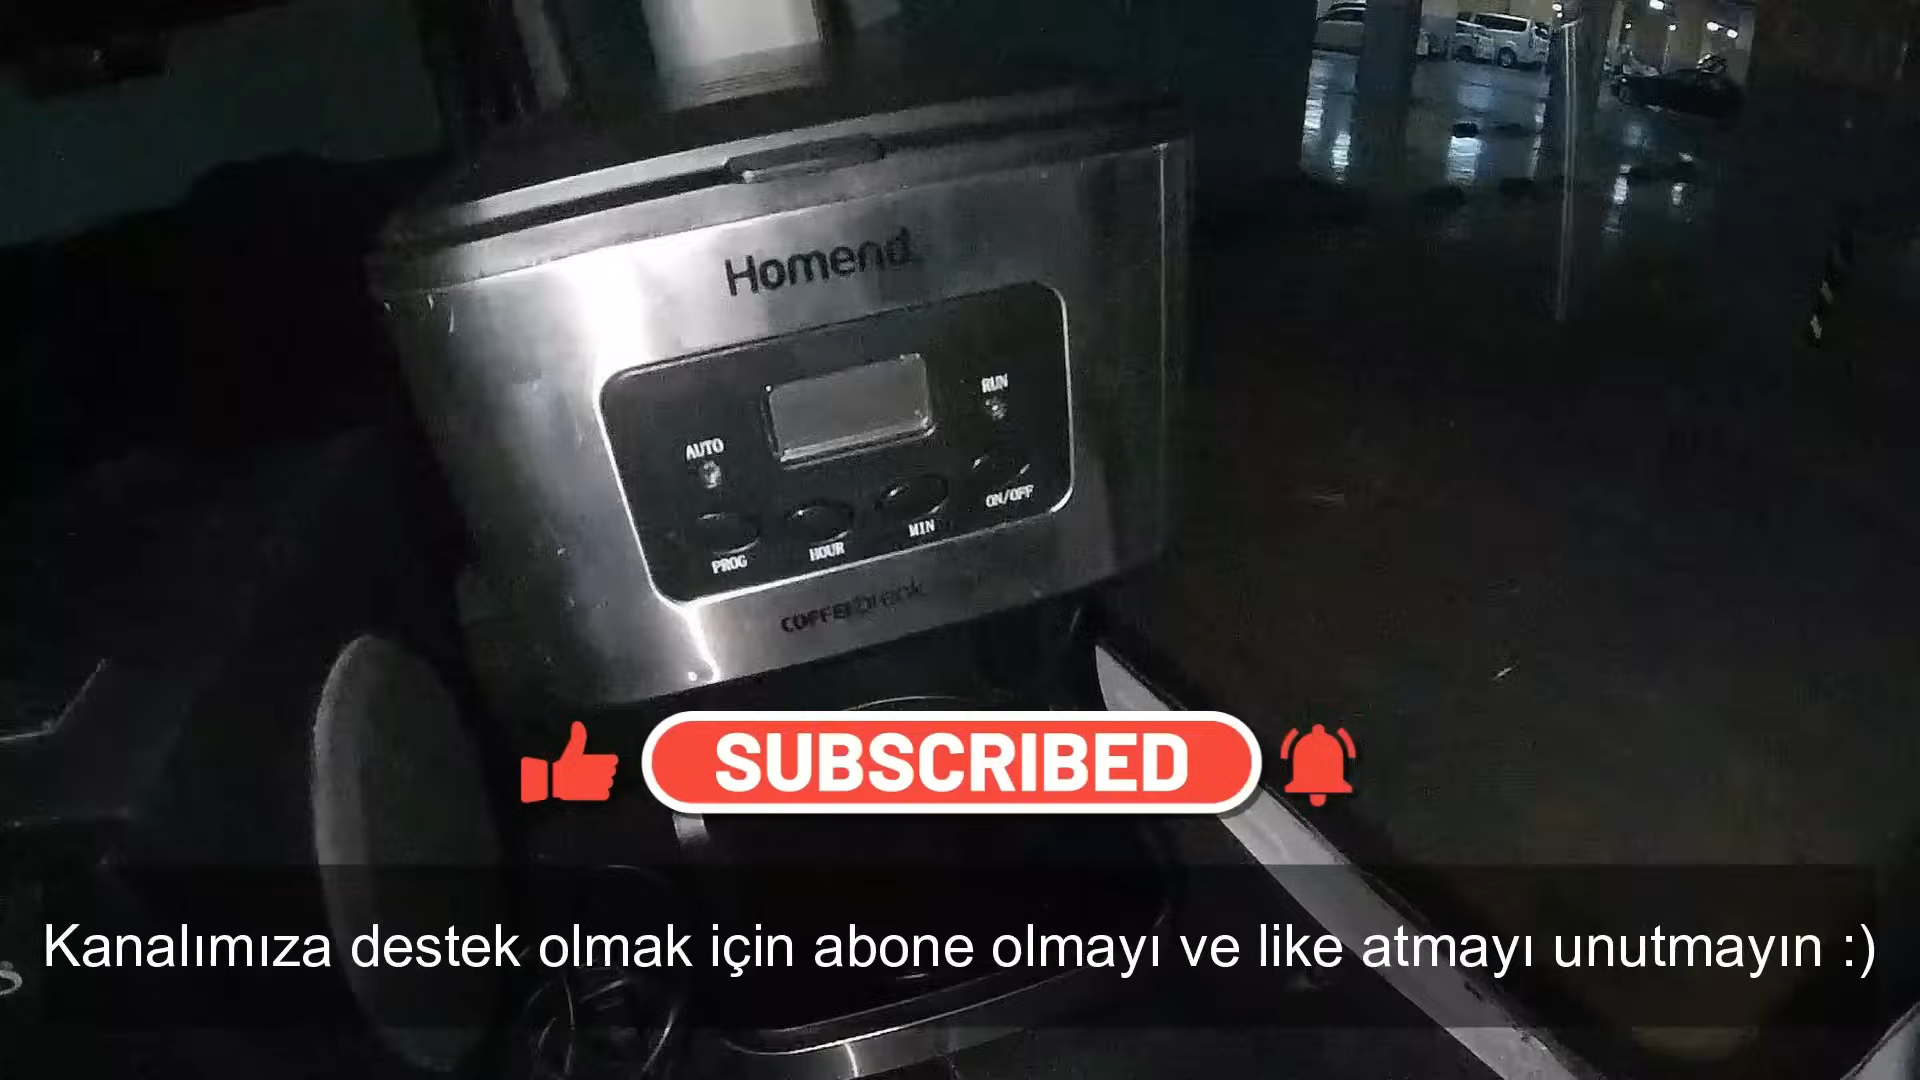 Homend
RUN
AUTO
ON/OFF
MIN
HOUR
PROG
COFFEEbreak
SUBSCRIBED
Kanalımıza destek olmak için abone olmayı ve like atmayı unutmayın :)